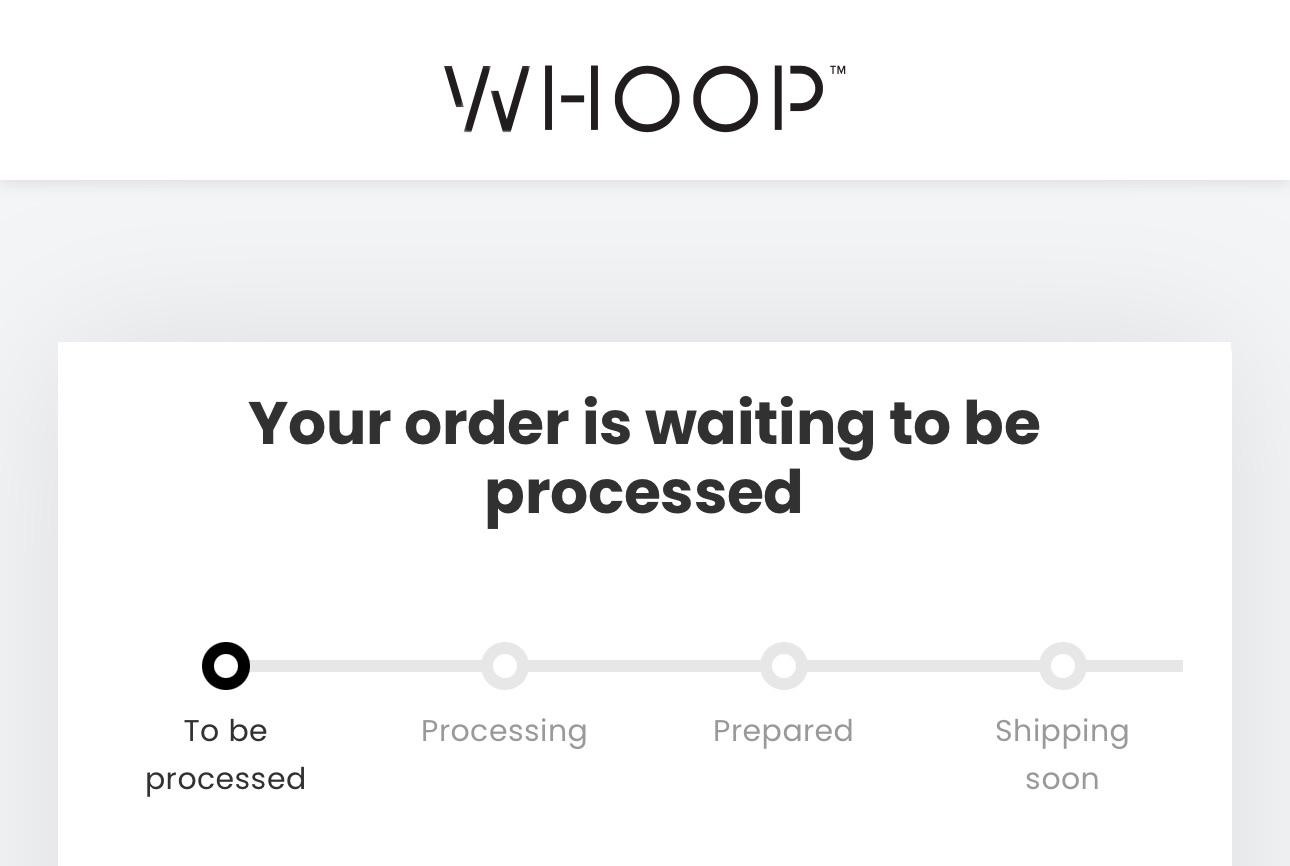 WHOOP™
Your order is waiting to be
processed
To be
processed
Processing
Prepared
Shipping
soon